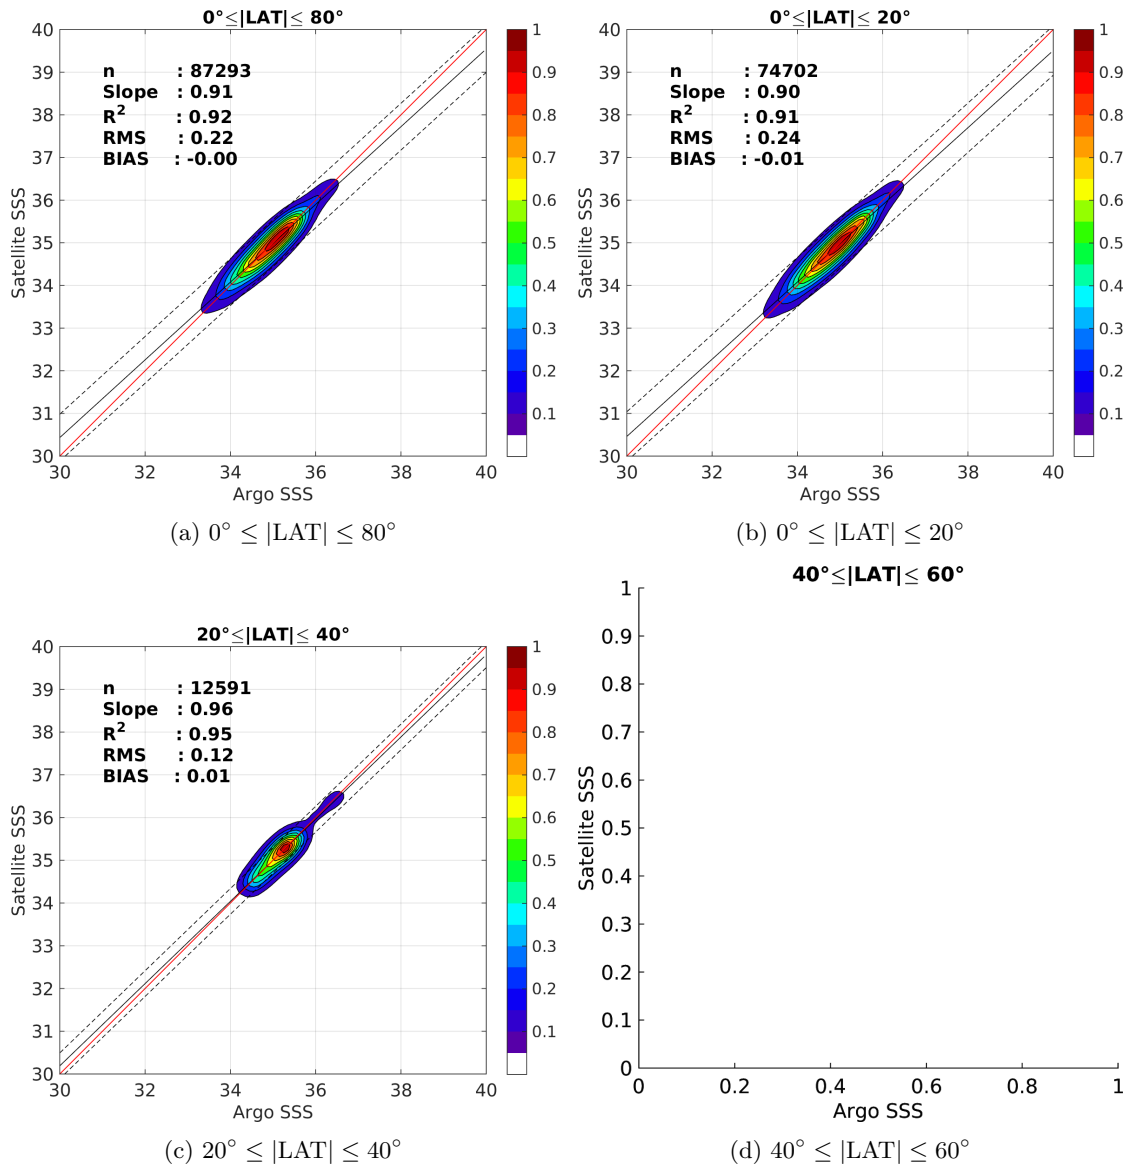 0°≤|LAT|≤ 80°
n : 87293
Slope : 0.91
R² : 0.92
RMS : 0.22
BIAS : -0.00
40
39
38
37
36
35
34
33
32
31
30
30 32 34 36 38 40
Satellite SSS
Argo SSS
1
0.9
0.8
0.7
0.6
0.5
0.4
0.3
0.2
0.1
(a) 0° ≤ |LAT| ≤ 80°
0°≤|LAT|≤ 20°
n : 74702
Slope : 0.90
R² : 0.91
RMS : 0.24
BIAS : -0.01
40
39
38
37
36
35
34
33
32
31
30
30 32 34 36 38 40
Satellite SSS
Argo SSS
1
0.9
0.8
0.7
0.6
0.5
0.4
0.3
0.2
0.1
(b) 0° ≤ |LAT| ≤ 20°
20°≤|LAT|≤ 40°
n : 12591
Slope : 0.96
R² : 0.95
RMS : 0.12
BIAS : 0.01
40
39
38
37
36
35
34
33
32
31
30
30 32 34 36 38 40
Satellite SSS
Argo SSS
1
0.9
0.8
0.7
0.6
0.5
0.4
0.3
0.2
0.1
(c) 20° ≤ |LAT| ≤ 40°
40°≤|LAT|≤ 60°
1
0.9
0.8
0.7
0.6
0.5
0.4
0.3
0.2
0.1
0
0 0.2 0.4 0.6 0.8 1
Satellite SSS
Argo SSS
(d) 40° ≤ |LAT| ≤ 60°